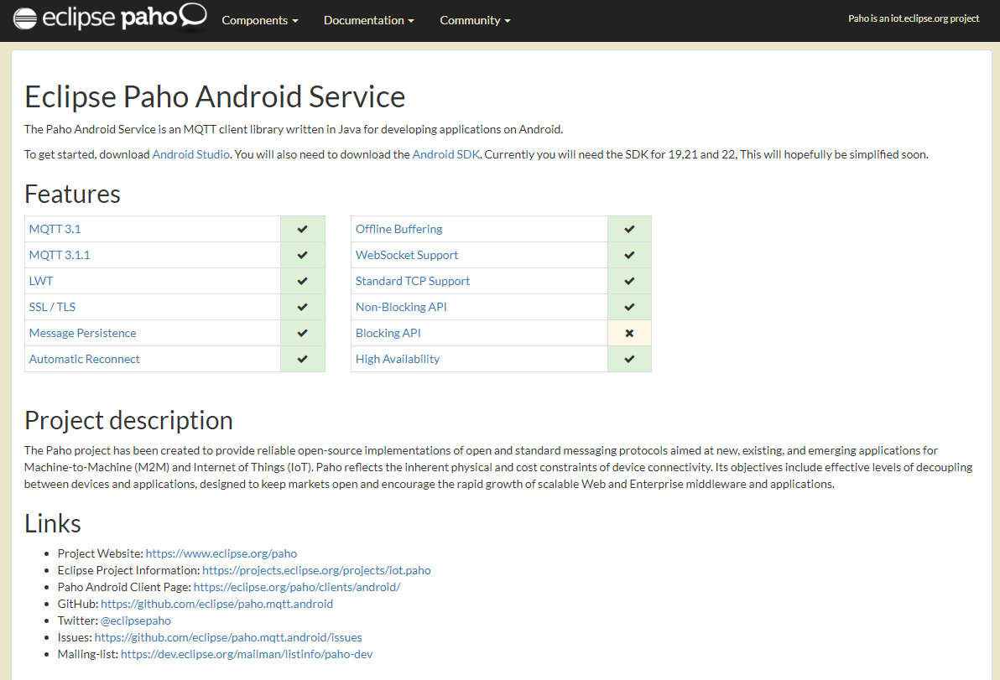 eclipse paho Components Documentation Community Paho is an iot.eclipse.org project
Eclipse Paho Android Service
The Paho Android Service is an MQTT client library written in Java for developing applications on Android.
To get started, download Android Studio. You will also need to download the Android SDK. Currently you will need the SDK for 19,21 and 22, This will hopefully be simplified soon.
Features
MQTT 3.1
MQTT 3.1.1
LWT
SSL / TLS
Message Persistence
Automatic Reconnect
Offline Buffering
WebSocket Support
Standard TCP Support
Non-Blocking API
Blocking API
High Availability
Project description
The Paho project has been created to provide reliable open-source implementations of open and standard messaging protocols aimed at new, existing, and emerging applications for
Machine-to-Machine (M2M) and Internet of Things (IoT). Paho reflects the inherent physical and cost constraints of device connectivity. Its objectives include effective levels of decoupling
between devices and applications, designed to keep markets open and encourage the rapid growth of scalable Web and Enterprise middleware and applications.
Links
Project Website: https://www.eclipse.org/paho
Eclipse Project Information: https://projects.eclipse.org/projects/iot.paho
Paho Android Client Page: https://eclipse.org/paho/clients/android/
GitHub: https://github.com/eclipse/paho.mqtt.android
Twitter: @eclipsepaho
Issues: https://github.com/eclipse/paho.mqtt.android/issues
Mailing-list: https://dev.eclipse.org/mailman/listinfo/paho-dev